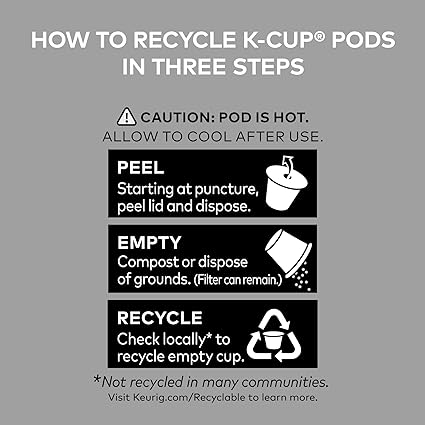 HOW TO RECYCLE K-CUP® PODS
IN THREE STEPS
CAUTION: POD IS HOT.
ALLOW TO COOL AFTER USE.
PEEL
Starting at puncture,
peel lid and dispose.
EMPTY
Compost or dispose
of grounds. (Filter can remain.)
RECYCLE
Check locally* to
recycle empty cup.
*Not recycled in many communities.
Visit Keurig.com/Recyclable to learn more.